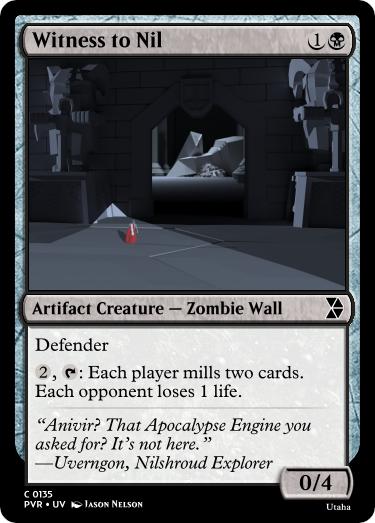 Witness to Nil 1
Artifact Creature — Zombie Wall
Defender
2, : Each player mills two cards.
Each opponent loses 1 life.
“Anivir? That Apocalypse Engine you
asked for? It’s not here.”
—Uverngon, Nilshroud Explorer
0/4
C 0135
PVR • UV JASON NELSON
Utaha